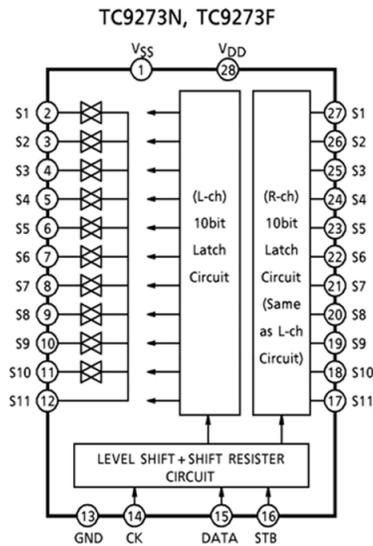 TC9273N, TC9273F
VSS VDD
1 28
S1 2 27 S1
S2 3 26 S2
S3 4 25 S3
S4 5 (L-ch) (R-ch) 24 S4
S5 6 10bit 10bit 23 S5
S6 7 Latch Latch 22 S6
S7 8 Circuit Circuit 21 S7
S8 9 (Same 20 S8
S9 10 as L-ch 19 S9
S10 11 Circuit) 18 S10
S11 12 17 S11
LEVEL SHIFT + SHIFT RESISTER
CIRCUIT
13 14 15 16
GND CK DATA STB